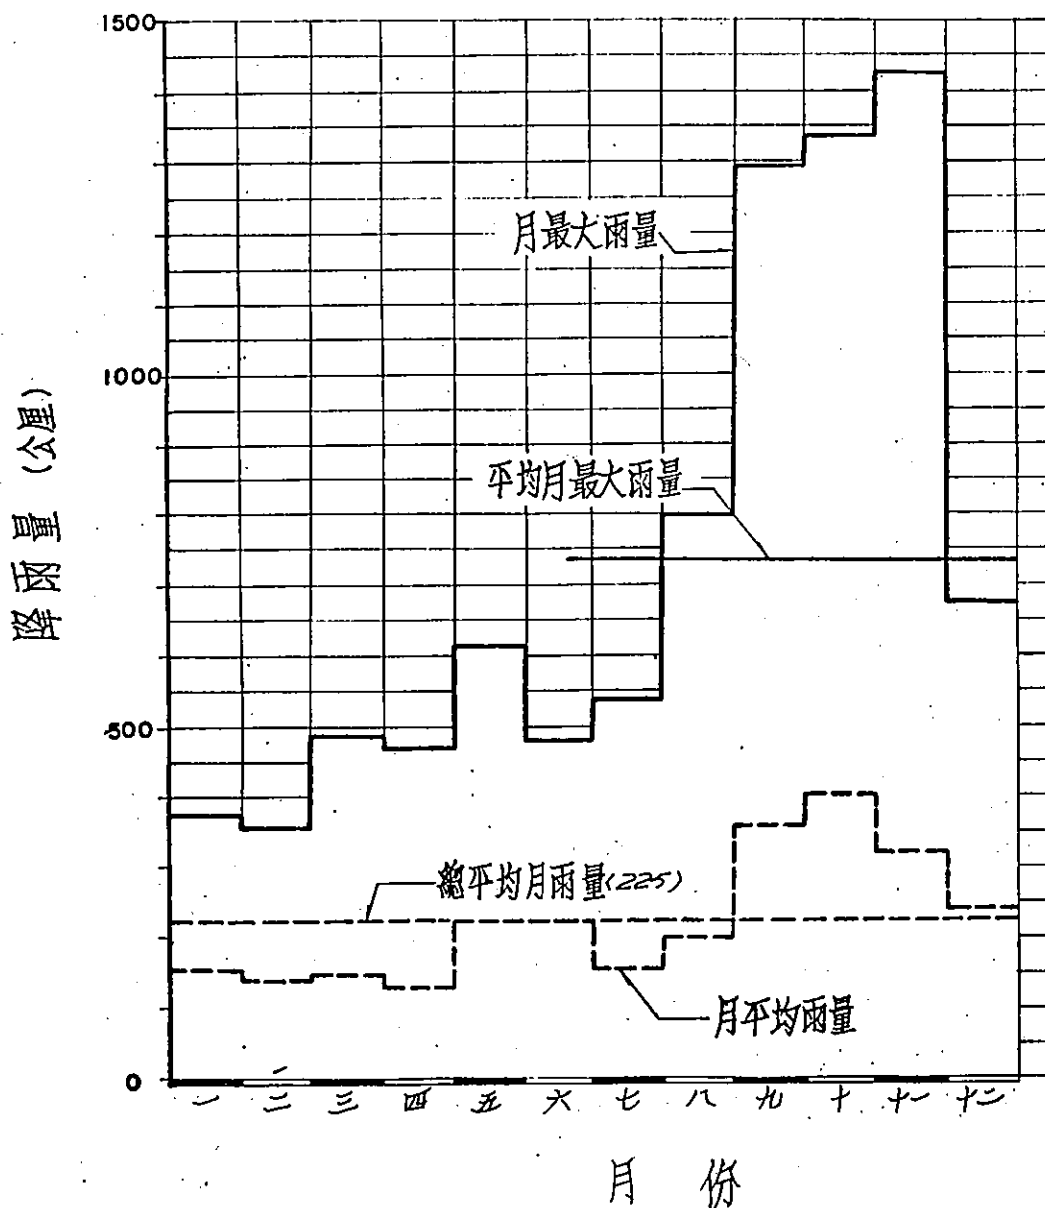 1500
月最大雨量
1000
平均月最大雨量
500
總平均月雨量(225)
月平均雨量
0
降雨量 (公厘)
一 二 三 四 五 六 七 八 九 十 十一 十二
月 份